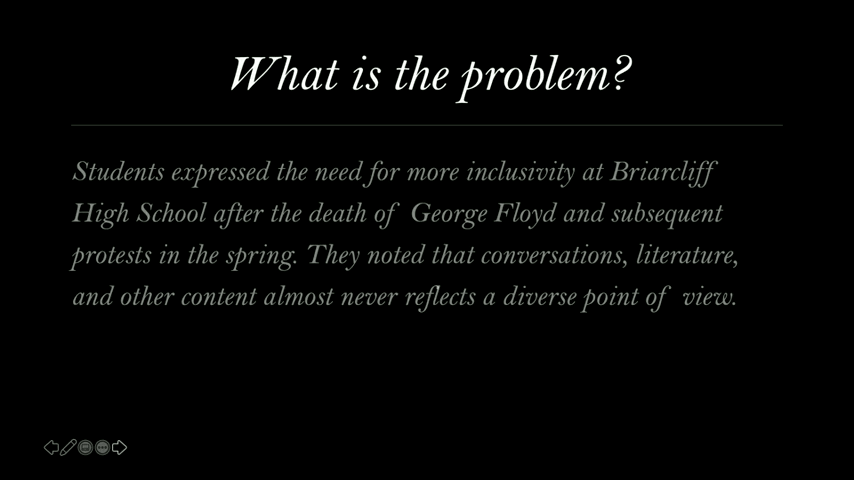 What is the problem?
Students expressed the need for more inclusivity at Briarcliff
High School after the death of George Floyd and subsequent
protests in the spring. They noted that conversations, literature,
and other content almost never reflects a diverse point of view.